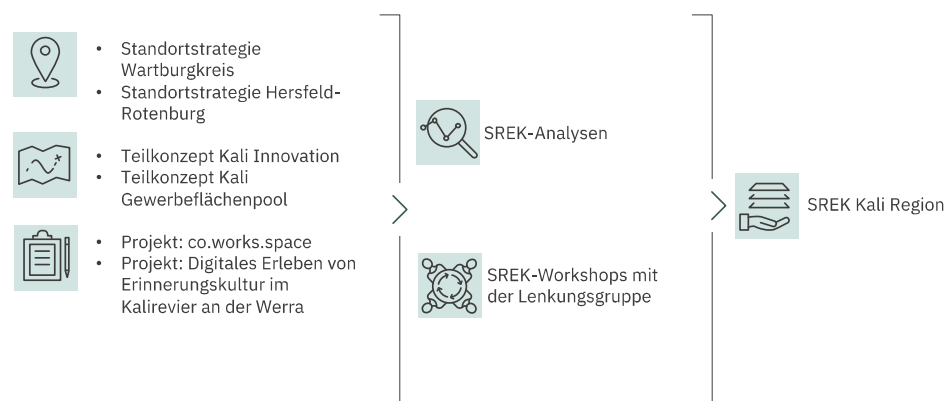 • Standortstrategie
Wartburgkreis
• Standortstrategie Hersfeld-
Rotenburg
• Teilkonzept Kali Innovation
• Teilkonzept Kali
Gewerbeflächenpool
• Projekt: co.works.space
• Projekt: Digitales Erleben von
Erinnerungskultur im
Kalirevier an der Werra
SREK-Analysen
SREK-Workshops mit
der Lenkungsgruppe
SREK Kali Region